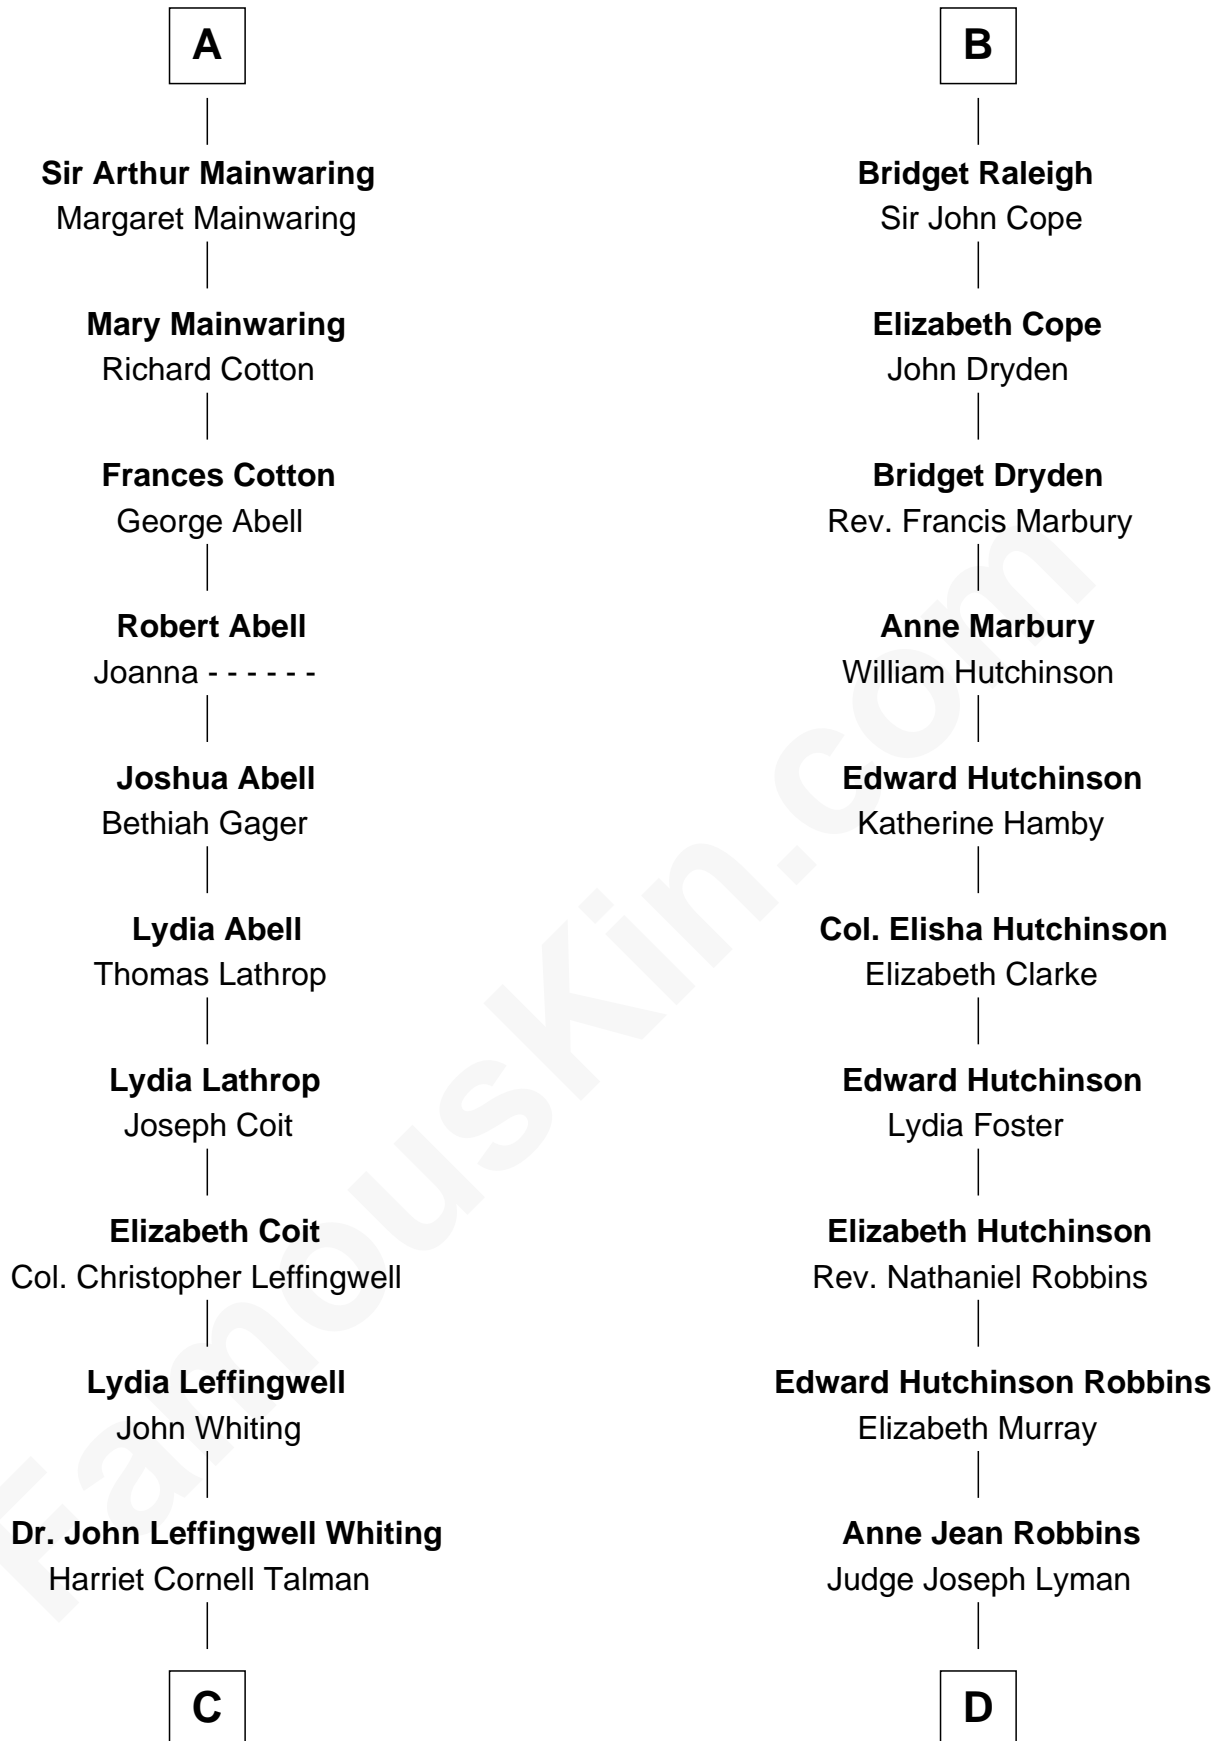 A
Sir Arthur Mainwaring
Margaret Mainwaring
Mary Mainwaring
Richard Cotton
Frances Cotton
George Abell
Robert Abell
Joanna - - - - - -
Joshua Abell
Bethiah Gager
Lydia Abell
Thomas Lathrop
Lydia Lathrop
Joseph Coit
Elizabeth Coit
Col. Christopher Leffingwell
Lydia Leffingwell
John Whiting
Dr. John Leffingwell Whiting
Harriet Cornell Talman
C
B
Bridget Raleigh
Sir John Cope
Elizabeth Cope
John Dryden
Bridget Dryden
Rev. Francis Marbury
Anne Marbury
William Hutchinson
Edward Hutchinson
Katherine Hamby
Col. Elisha Hutchinson
Elizabeth Clarke
Edward Hutchinson
Lydia Foster
Elizabeth Hutchinson
Rev. Nathaniel Robbins
Edward Hutchinson Robbins
Elizabeth Murray
Anne Jean Robbins
Judge Joseph Lyman
D
FamousKin.com